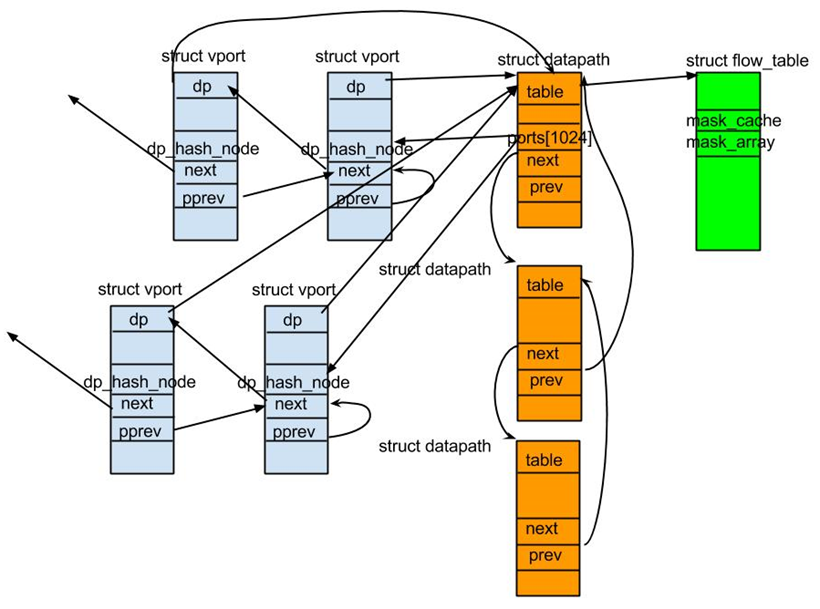 struct vport
struct vport
struct datapath
struct flow_table
dp
dp
table
mask_cache
mask_array
dp_hash_node
dp_hash_node
ports[1024]
next
next
next
pprev
pprev
prev
struct datapath
struct vport
struct vport
table
dp
dp
next
prev
dp_hash_node
dp_hash_node
next
next
pprev
pprev
struct datapath
table
next
prev